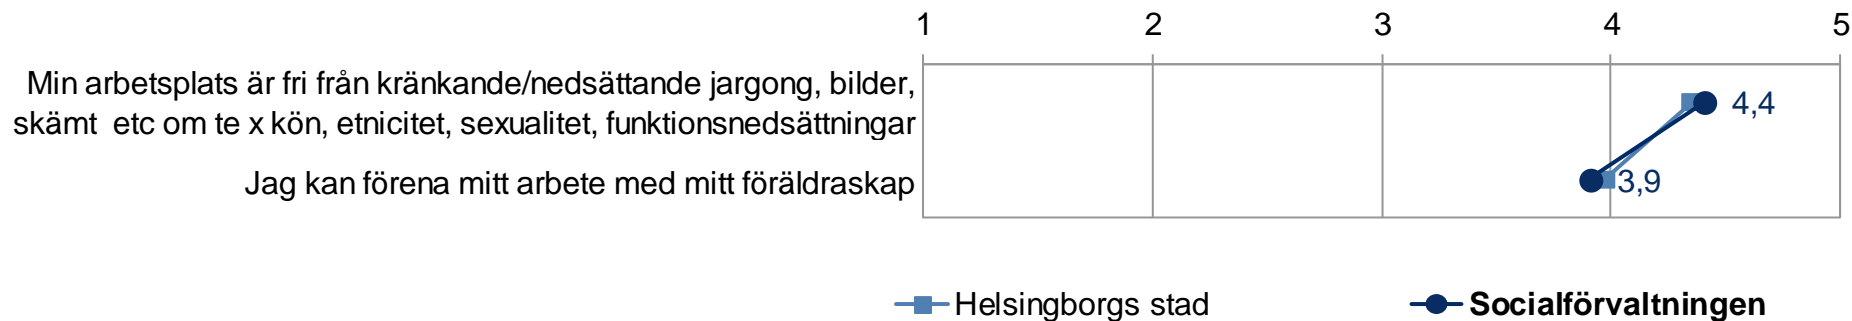 1 2 3 4 5
Min arbetsplats är fri från kränkande/nedsättande jargong, bilder,
skämt  etc om te x kön, etnicitet, sexualitet, funktionsnedsättningar
4,4
Jag kan förena mitt arbete med mitt föräldraskap
3,9
Helsingborgs stad
Socialförvaltningen